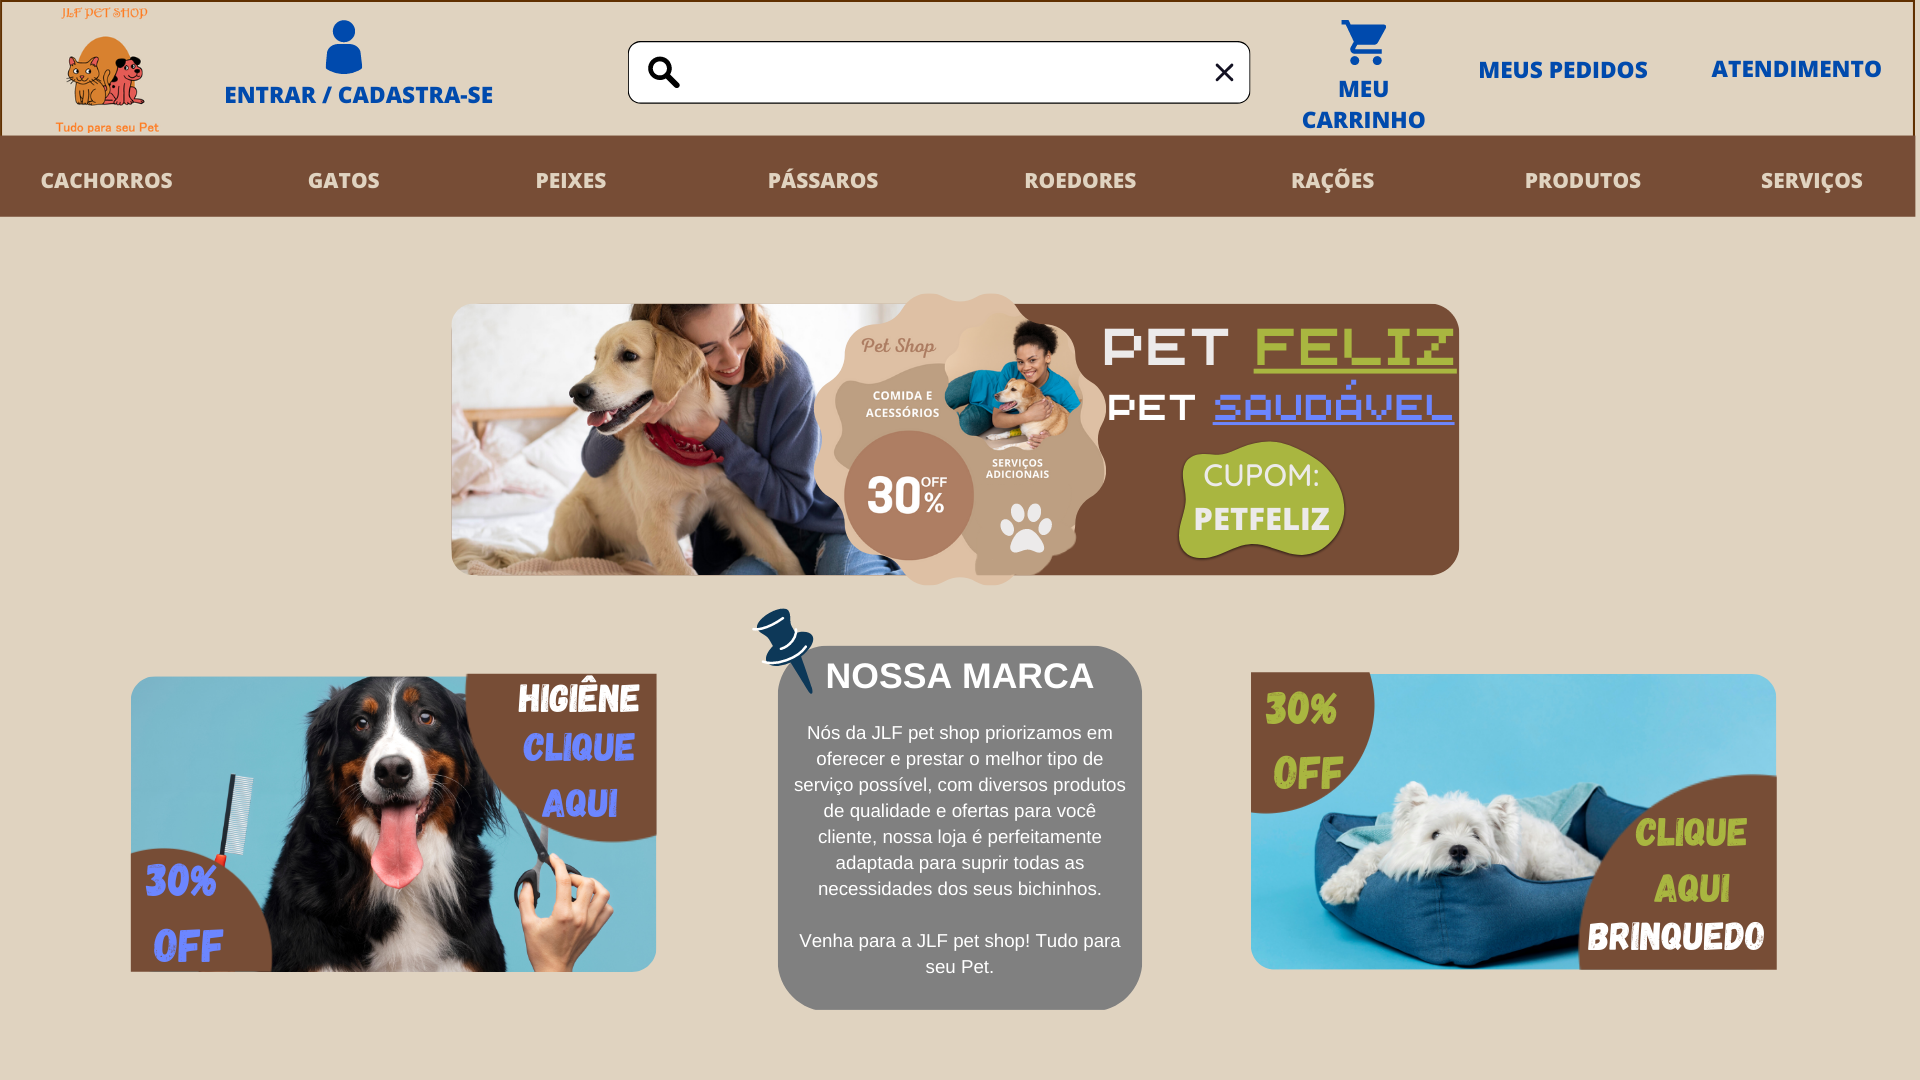 JLF PET SHOP
Tudo para seu Pet
ENTRAR / CADASTRA-SE
MEU
CARRINHO
MEUS PEDIDOS
ATENDIMENTO
CACHORROS
GATOS
PEIXES
PÁSSAROS
ROEDORES
RAÇÕES
PRODUTOS
SERVIÇOS
Pet Shop
COMIDA E
ACESSÓRIOS
30% OFF
SERVIÇOS
ADICIONAIS
PET FELIZ
PET SAUDÁVEL
CUPOM:
PETFELIZ
HIGIÊNE
CLIQUE
AQUI
30%
OFF
NOSSA MARCA
Nós da JLF pet shop priorizamos em
oferecer e prestar o melhor tipo de
serviço possível, com diversos produtos
de qualidade e ofertas para você
cliente, nossa loja é perfeitamente
adaptada para suprir todas as
necessidades dos seus bichinhos.
Venha para a JLF pet shop! Tudo para
seu Pet.
30%
OFF
CLIQUE
AQUI
BRINQUEDO